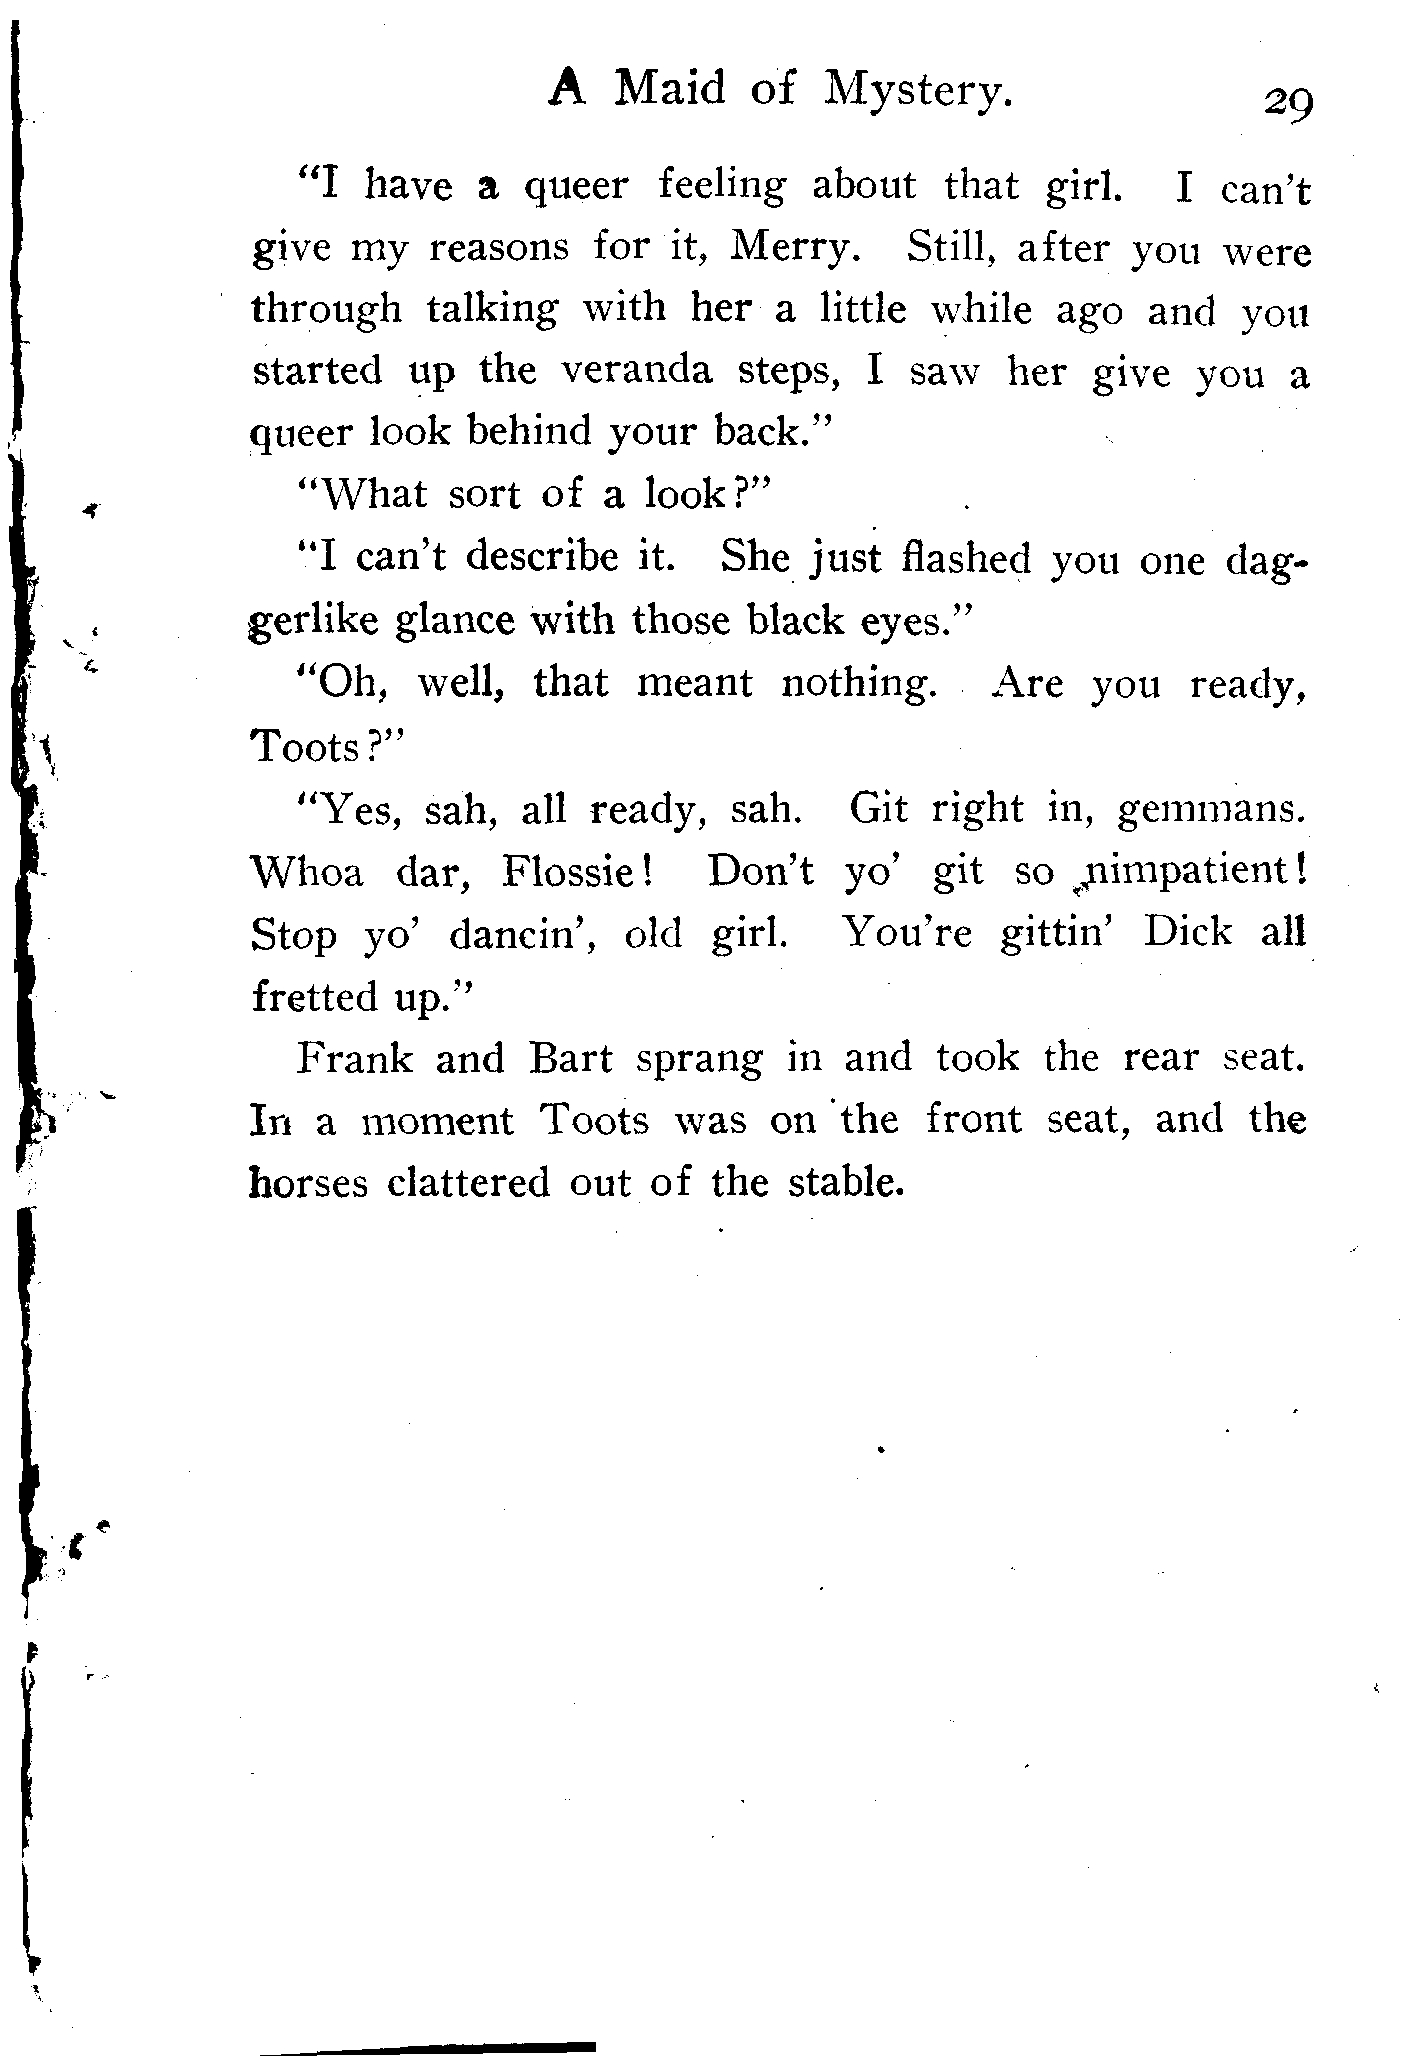 A Maid of Mystery. 29
“I have a queer feeling about that girl. I can’t
give my reasons for it, Merry. Still, after you were
through talking with her a little while ago and you
started up the veranda steps, I saw her give you a
queer look behind your back.”
“What sort of a look?”
“I can’t describe it. She just flashed you one dag-
gerlike glance with those black eyes.”
“Oh, well, that meant nothing. Are you ready,
Toots?”
“Yes, sah, all ready, sah. Git right in, gemmans.
Whoa dar, Flossie! Don’t yo’ git so nimpatient!
Stop yo’ dancin’, old girl. You’re gittin’ Dick all
fretted up.”
Frank and Bart sprang in and took the rear seat.
In a moment Toots was on the front seat, and the
horses clattered out of the stable.